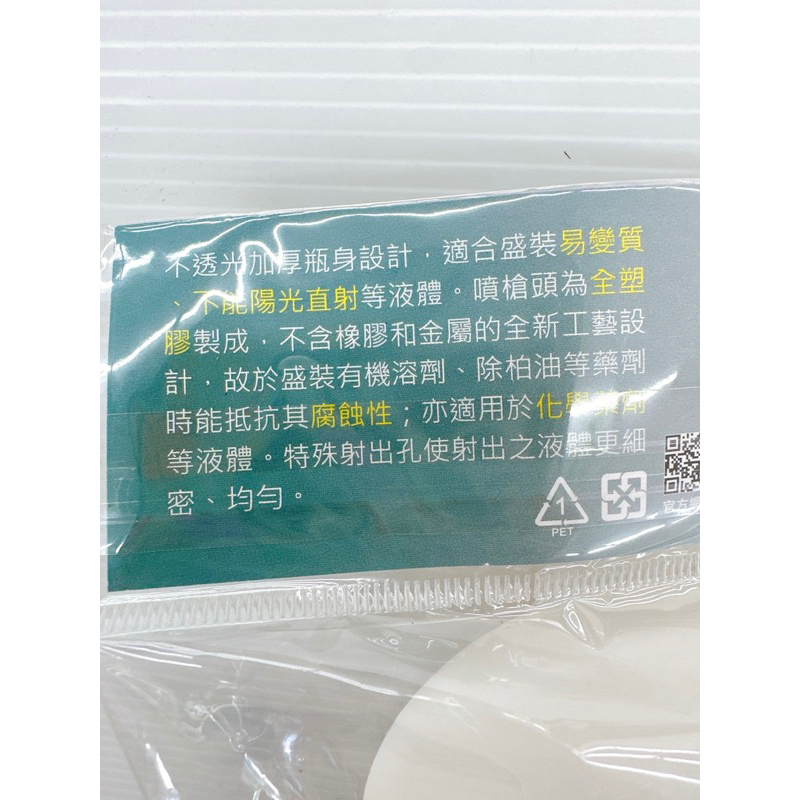 不透光加厚瓶身設計，適合盛裝易變質
、不能陽光直射等液體。噴槍頭為全塑
膠製成，不含橡膠和金屬的全新工藝設
計，故於盛裝有機溶劑、除柏油等藥劑
時能抵抗其腐蝕性；亦適用於化學藥劑
等液體。特殊射出孔使射出之液體更細
密、均勻。
1
PET
官方